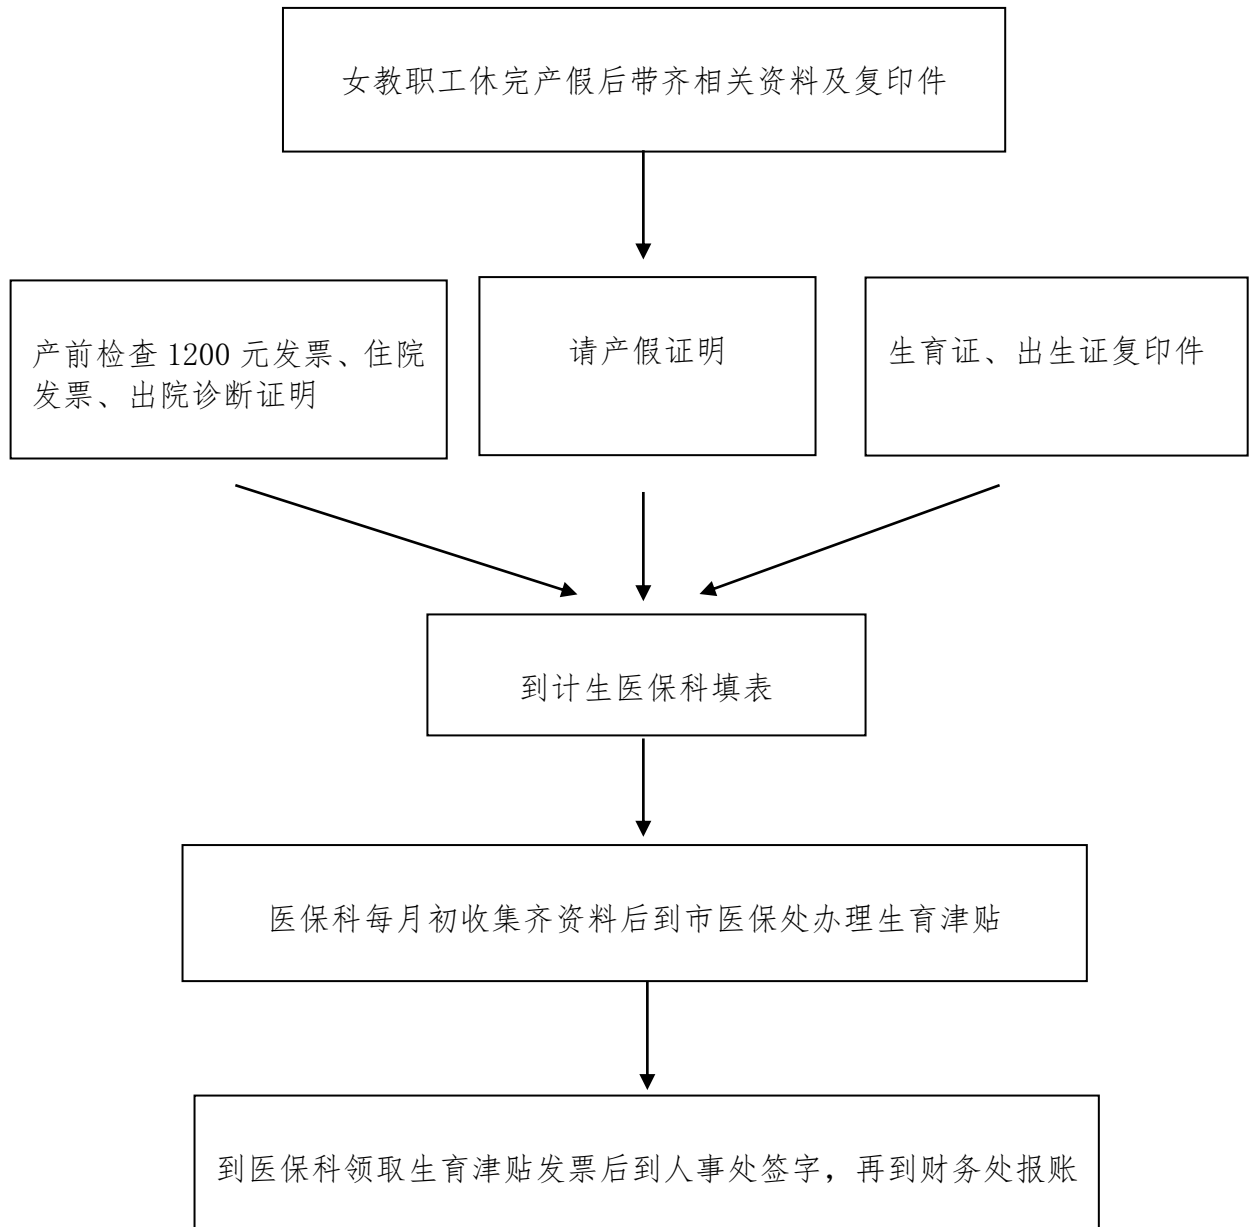 女教职工休完产假后带齐相关资料及复印件
产前检查 1200 元发票、住院
发票、出院诊断证明
请产假证明
生育证、出生证复印件
到计生医保科填表
医保科每月初收集齐资料后到市医保处办理生育津贴
到医保科领取生育津贴发票后到人事处签字，再到财务处报账